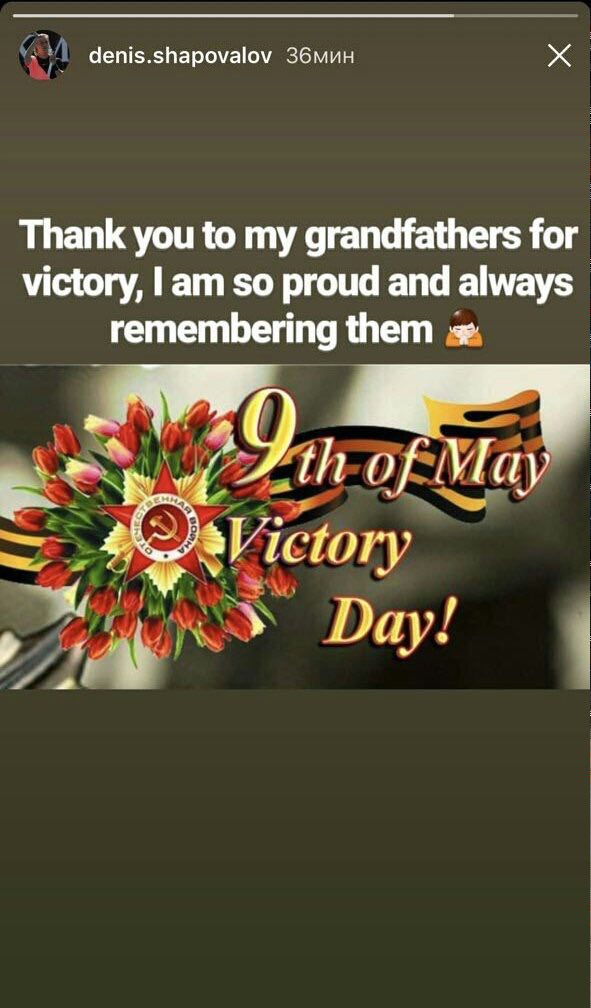 denis.shapovalov 36мин
Thank you to my grandfathers for
victory, I am so proud and always
remembering them
9th of May
Victory
Day!
ОТЕЧЕСТВЕННАЯ ВОЙНА